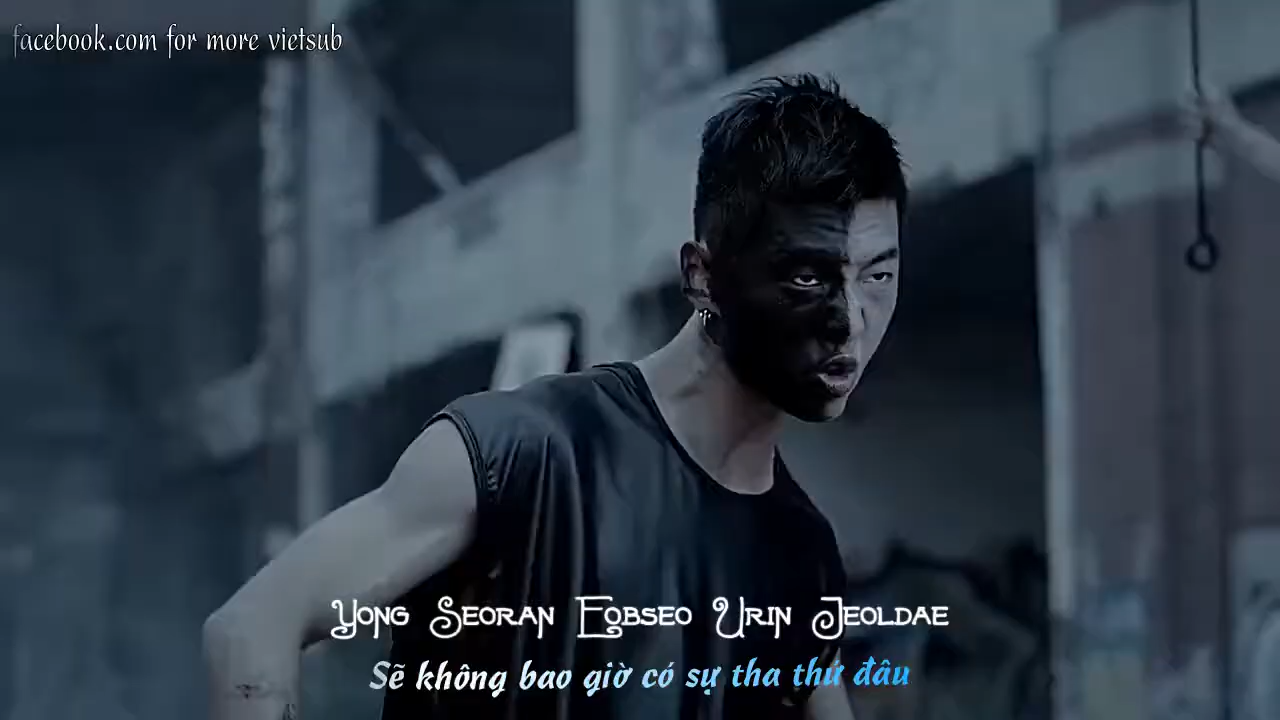 facebook.com for more vietsub
Yong Seoran Eobseo Urin Jeoldae
Sẽ không bao giờ có sự tha thứ đâu